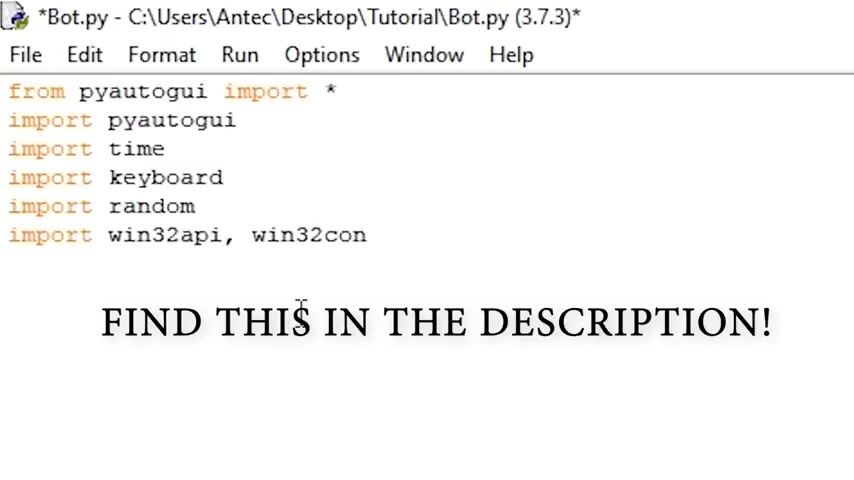 *Bot.py - C:\Users\Antec\Desktop\Tutorial\Bot.py (3.7.3)*
File Edit Format Run Options Window Help
from pyautogui import *
import pyautogui
import time
import keyboard
import random
import win32api, win32con
FIND THIS IN THE DESCRIPTION!